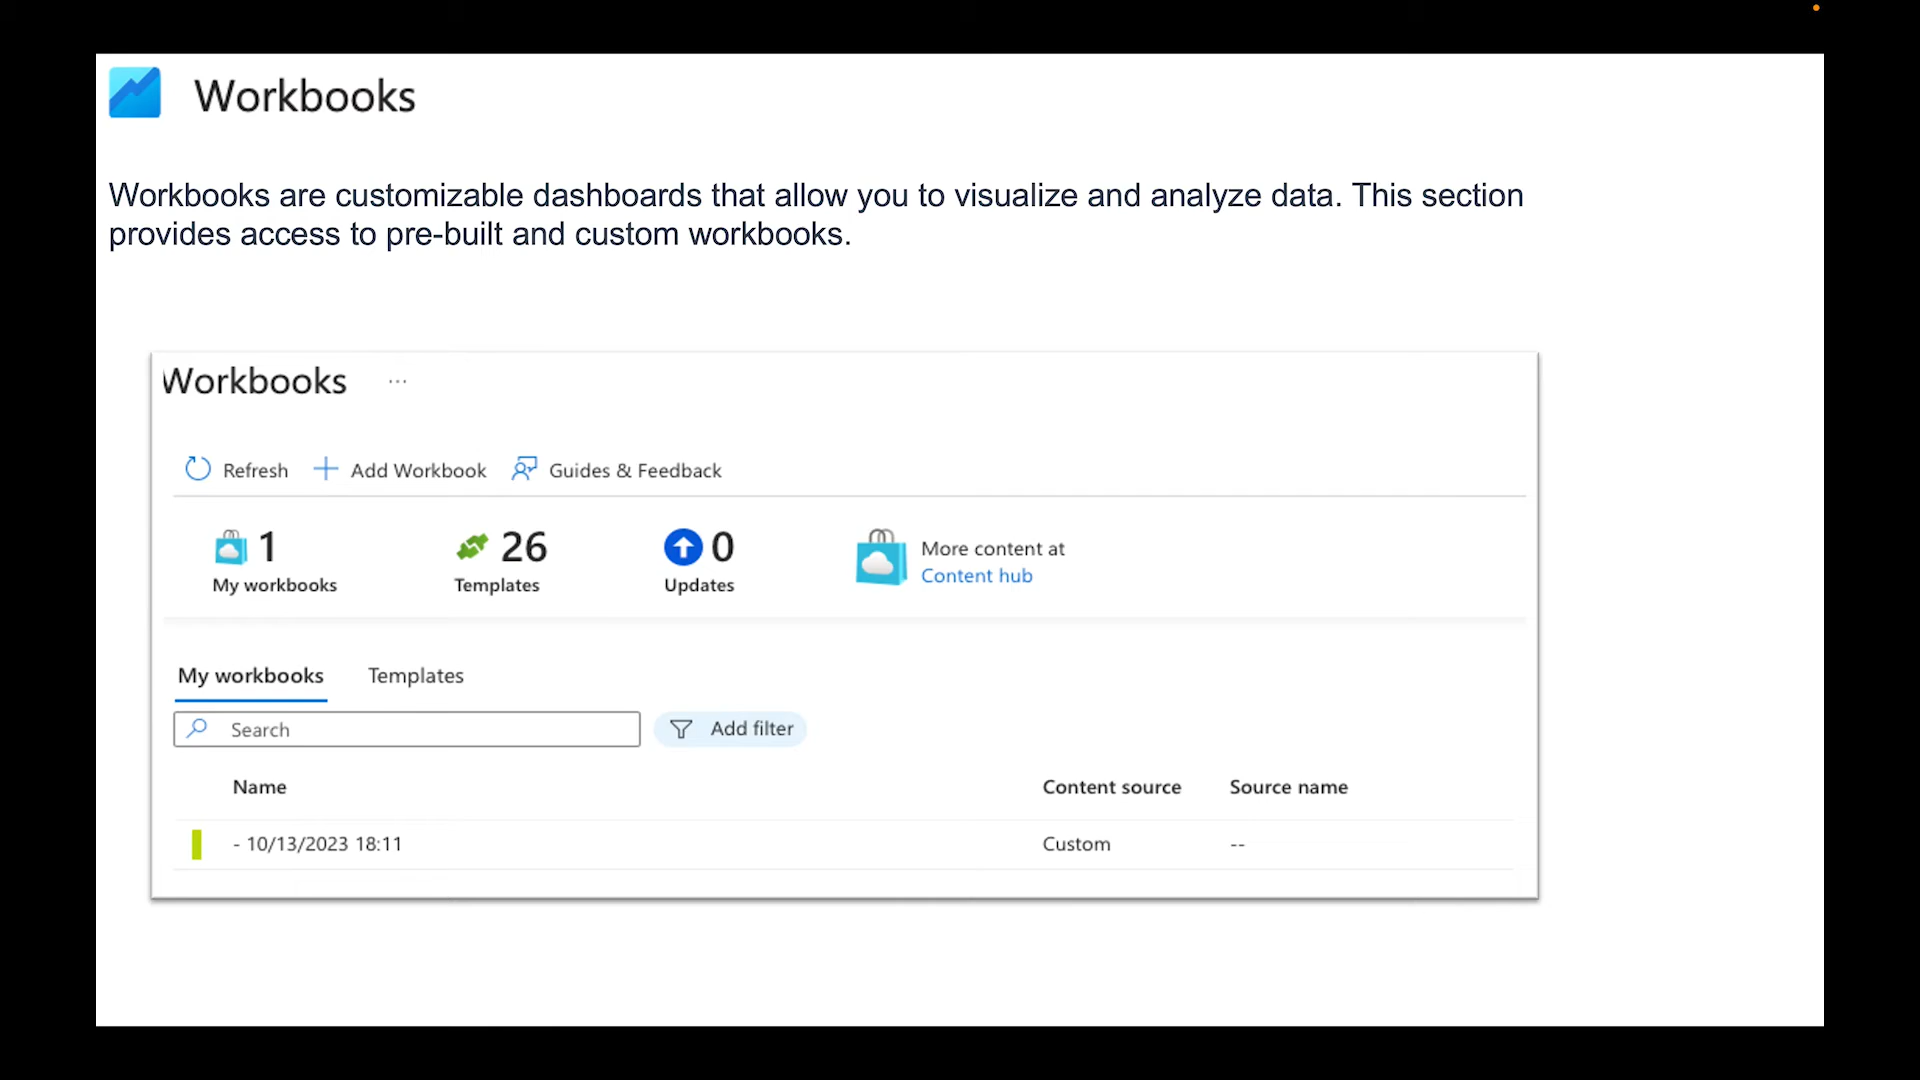 Workbooks
Workbooks are customizable dashboards that allow you to visualize and analyze data. This section
provides access to pre-built and custom workbooks.
Workbooks ...
Refresh Add Workbook Guides & Feedback
1 26 0 More content at
My workbooks Templates Updates Content hub
My workbooks Templates
Search Add filter
Name Content source Source name
- 10/13/2023 18:11 Custom --